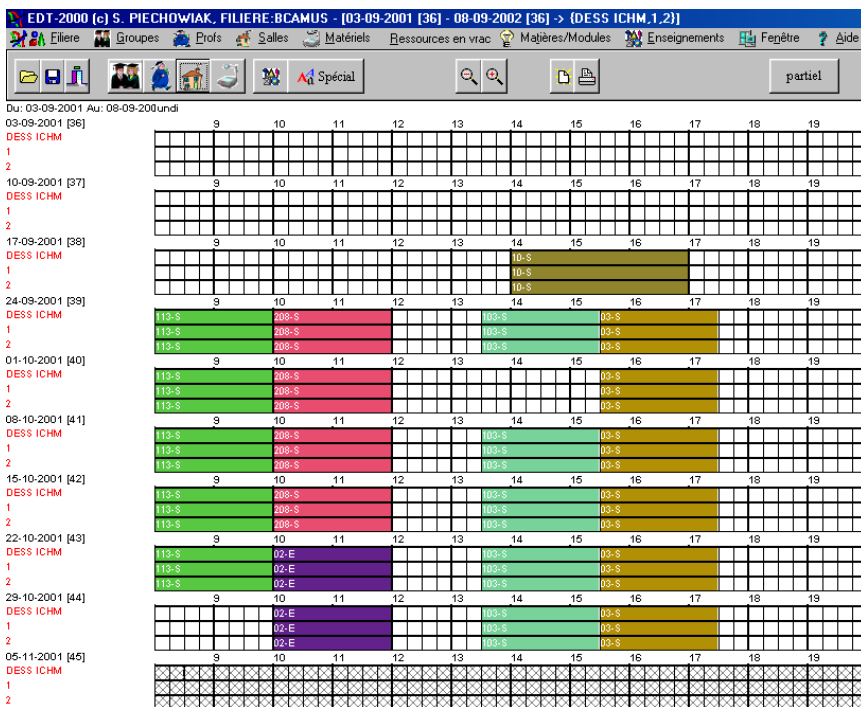 EDT-2000 (c) S. PIECHOWIAK, FILIERE:BCAMUS - [03-09-2001 [36] - 08-09-2002 [36] -> {DESS ICHM,1,2}]
Filiere Groupes Profs Salles Matériels Ressources en vrac Matières/Modules Enseignements Fenêtre ? Aide
Spécial partiel
Du: 03-09-2001 Au: 08-09-200undi
03-09-2001 [36] 9 10 11 12 13 14 15 16 17 18 19
DESS ICHM
1
2
10-09-2001 [37] 9 10 11 12 13 14 15 16 17 18 19
DESS ICHM
1
2
17-09-2001 [38] 9 10 11 12 13 14 15 16 17 18 19
DESS ICHM 10-S
1 10-S
2 10-S
24-09-2001 [39] 9 10 11 12 13 14 15 16 17 18 19
DESS ICHM 113-S 208-S 103-S 03-S
1 113-S 208-S 103-S 03-S
2 113-S 208-S 103-S 03-S
01-10-2001 [40] 9 10 11 12 13 14 15 16 17 18 19
DESS ICHM 113-S 208-S 03-S
1 113-S 208-S 03-S
2 113-S 208-S 03-S
08-10-2001 [41] 9 10 11 12 13 14 15 16 17 18 19
DESS ICHM 113-S 208-S 103-S 03-S
1 113-S 208-S 103-S 03-S
2 113-S 208-S 103-S 03-S
15-10-2001 [42] 9 10 11 12 13 14 15 16 17 18 19
DESS ICHM 113-S 208-S 103-S 03-S
1 113-S 208-S 103-S 03-S
2 113-S 208-S 103-S 03-S
22-10-2001 [43] 9 10 11 12 13 14 15 16 17 18 19
DESS ICHM 113-S 02-E 103-S 03-S
1 113-S 02-E 103-S 03-S
2 113-S 02-E 103-S 03-S
29-10-2001 [44] 9 10 11 12 13 14 15 16 17 18 19
DESS ICHM 02-E 103-S 03-S
1 02-E 103-S 03-S
2 02-E 103-S 03-S
05-11-2001 [45] 9 10 11 12 13 14 15 16 17 18 19
DESS ICHM
1
2